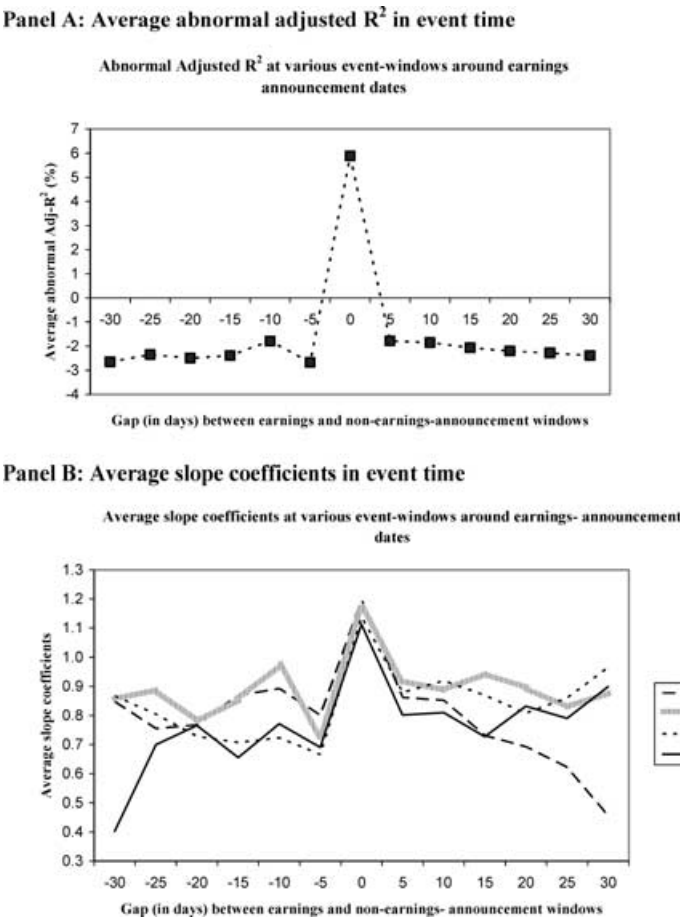 Panel A: Average abnormal adjusted R² in event time
Abnormal Adjusted R² at various event-windows around earnings
announcement dates
Average abnormal Adj-R² (%)
7
6
5
4
3
2
1
0
-1
-2
-3
-4
-30 -25 -20 -15 -10 -5 0 5 10 15 20 25 30
Gap (in days) between earnings and non-earnings-announcement windows
Panel B: Average slope coefficients in event time
Average slope coefficients at various event-windows around earnings- announcement
dates
Average slope coefficients
1.3
1.2
1.1
1.0
0.9
0.8
0.7
0.6
0.5
0.4
0.3
-30 -25 -20 -15 -10 -5 0 5 10 15 20 25 30
Gap (in days) between earnings and non-earnings- announcement windows